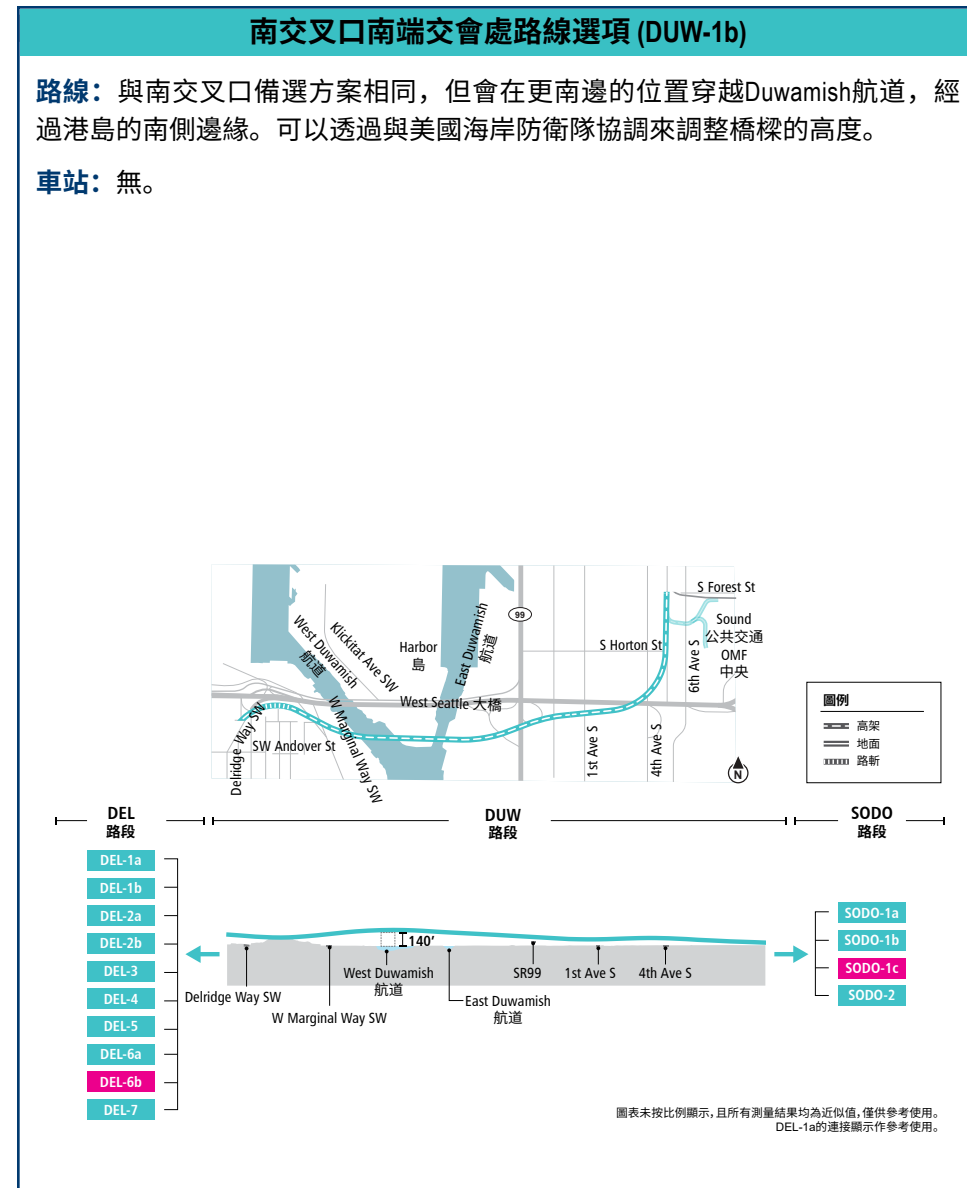 南交叉口南端交會處路線選項 (DUW-1b)
路線：與南交叉口備選方案相同，但會在更南邊的位置穿越Duwamish航道，經
過港島的南側邊緣。可以透過與美國海岸防衛隊協調來調整橋樑的高度。
車站：無。
S Forest St
99
Sound
公共交通
OMF
中央
West Duwamish
航道
Klickitat Ave SW
Harbor
島
East Duwamish
航道
S Horton St
6th Ave S
West Seattle 大橋
Delridge Way SW
SW Andover St
W Marginal Way SW
1st Ave S
4th Ave S
N
圖例
高架
地面
路斬
DEL
路段
DUW
路段
SODO
路段
DEL-1a
DEL-1b
DEL-2a
DEL-2b
DEL-3
DEL-4
DEL-5
DEL-6a
DEL-6b
DEL-7
140'
Delridge Way SW
W Marginal Way SW
West Duwamish
航道
East Duwamish
航道
SR99
1st Ave S
4th Ave S
SODO-1a
SODO-1b
SODO-1c
SODO-2
圖表未按比例顯示，且所有測量結果均為近似值，僅供參考使用。
DEL-1a的連接顯示作參考使用。